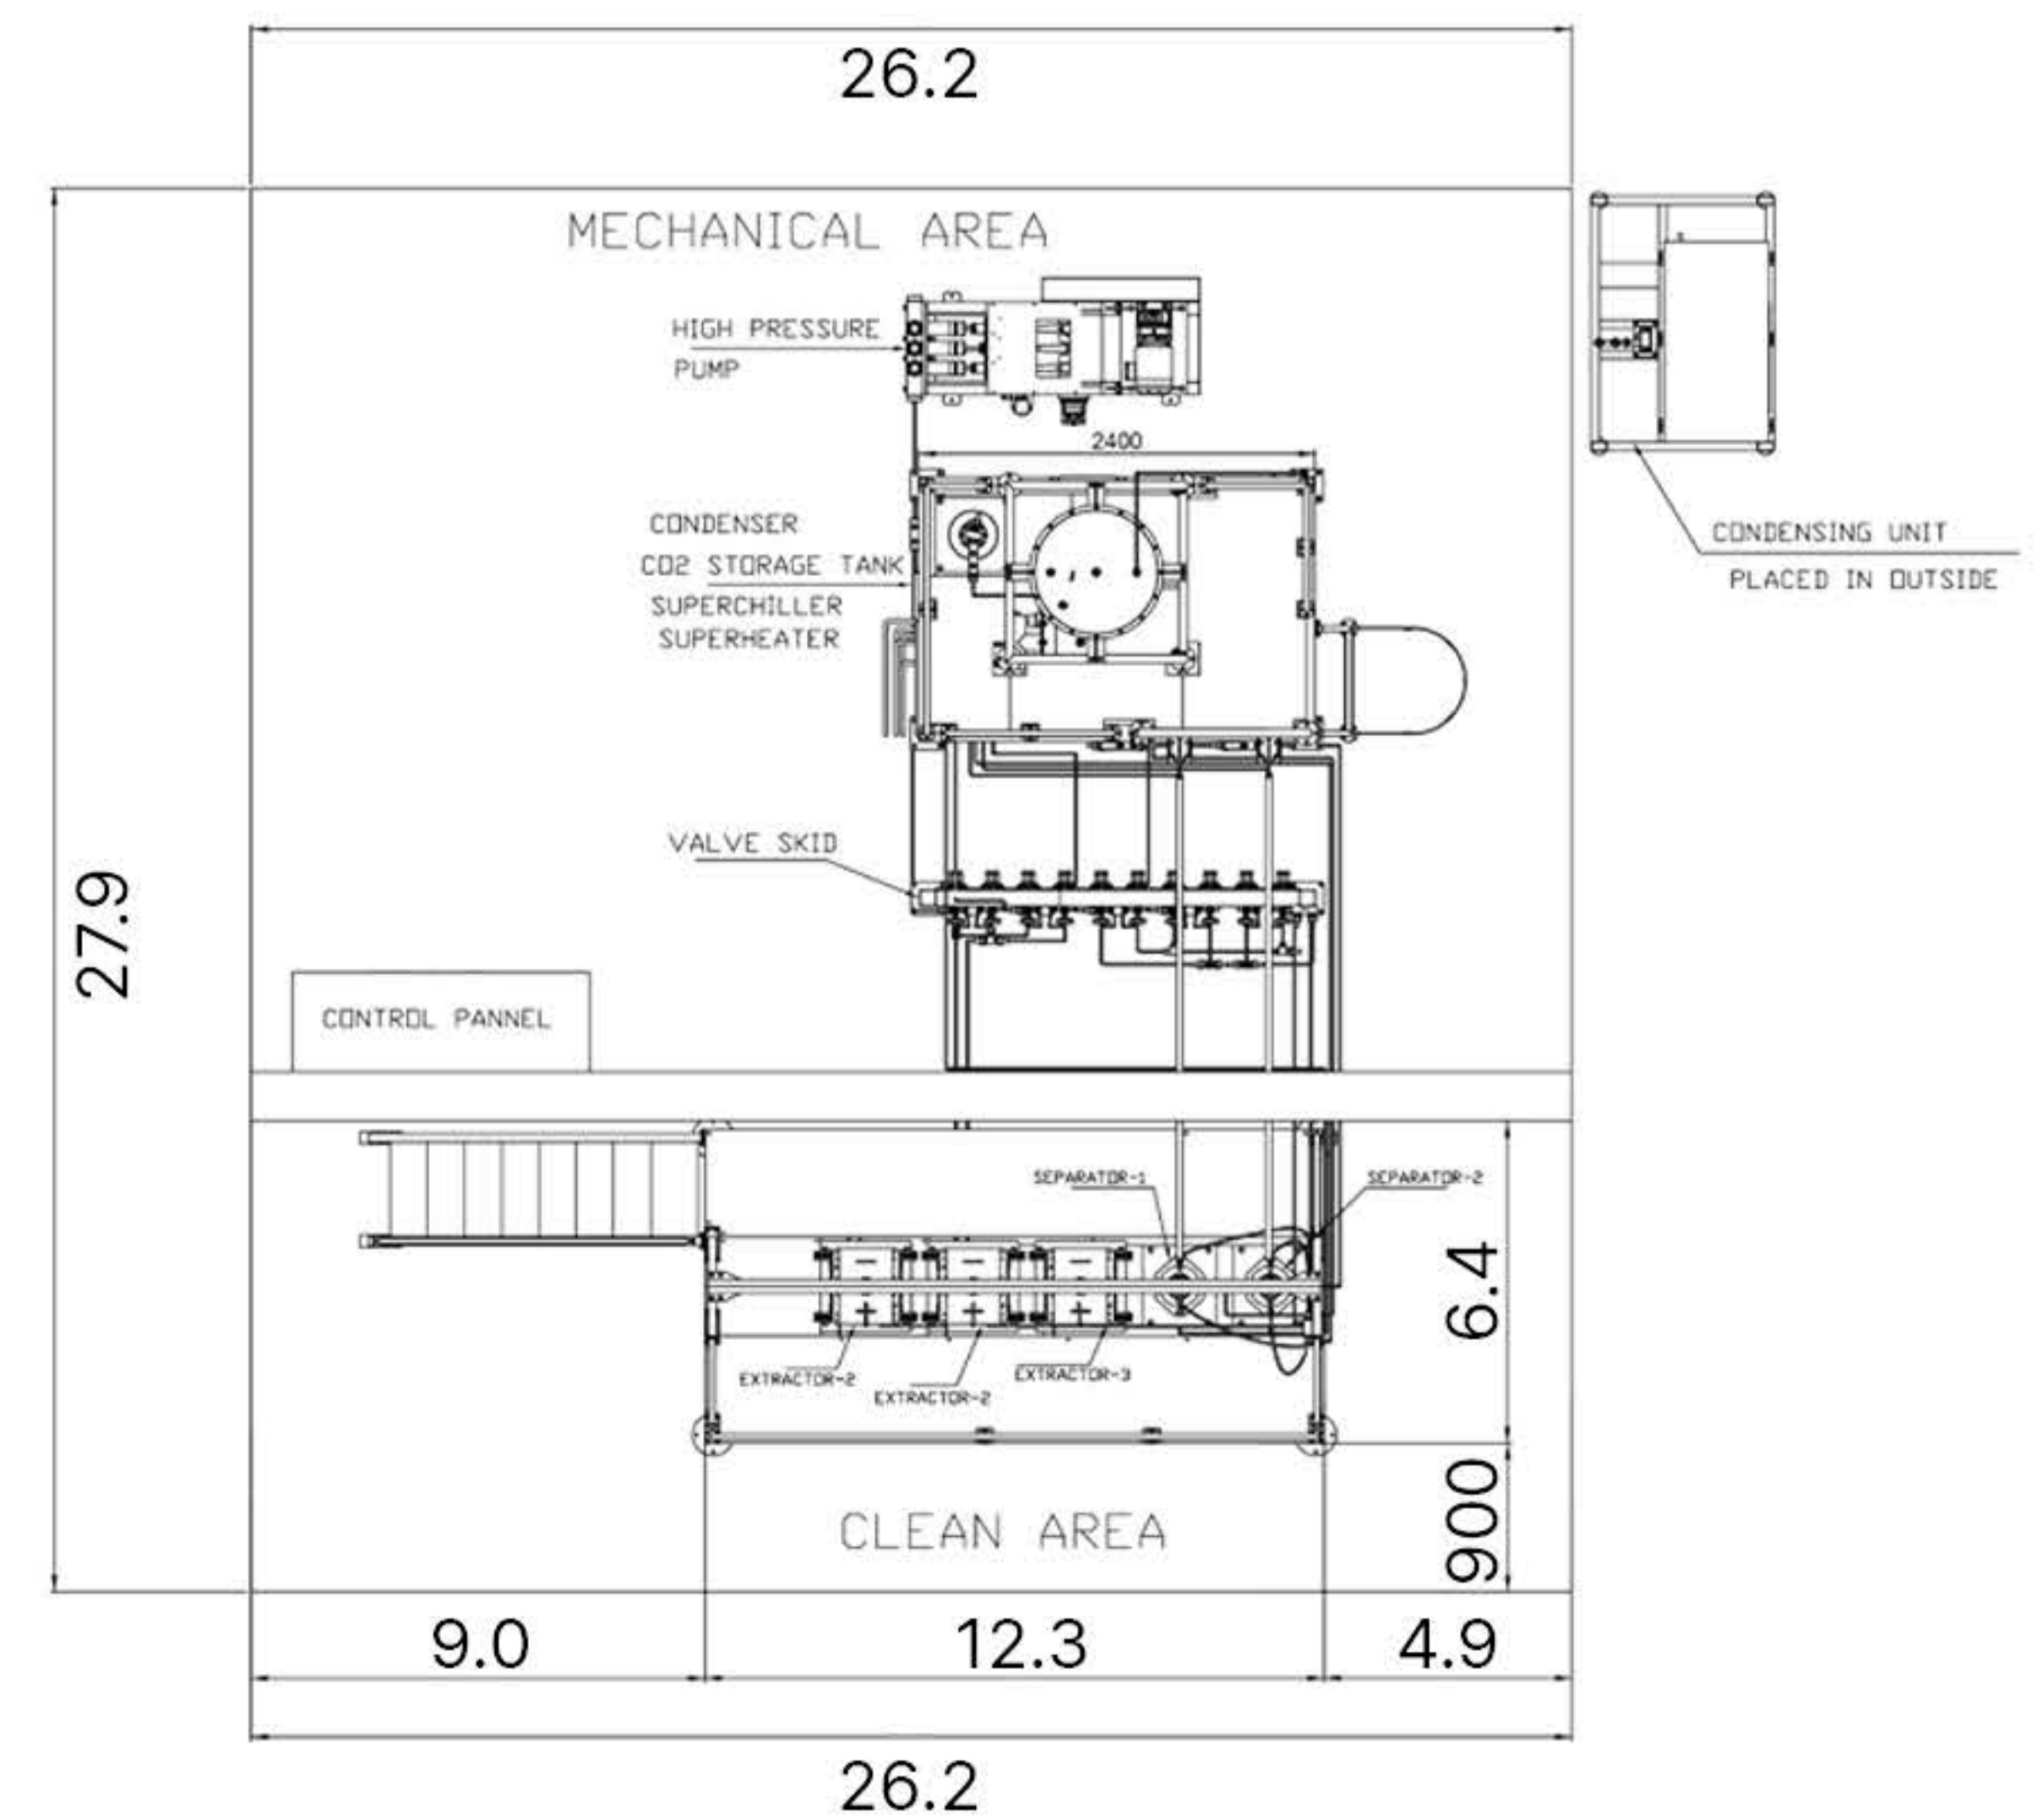 26.2
MECHANICAL AREA
HIGH PRESSURE
PUMP
2400
CONDENSER
CO2 STORAGE TANK
SUPERCHILLER
SUPERHEATER
CONDENSING UNIT
PLACED IN OUTSIDE
VALVE SKID
27.9
CONTROL PANNEL
SEPARATOR-1
SEPARATOR-2
6.4
EXTRACTOR-2
EXTRACTOR-2
EXTRACTOR-3
900
CLEAN AREA
9.0
12.3
4.9
26.2